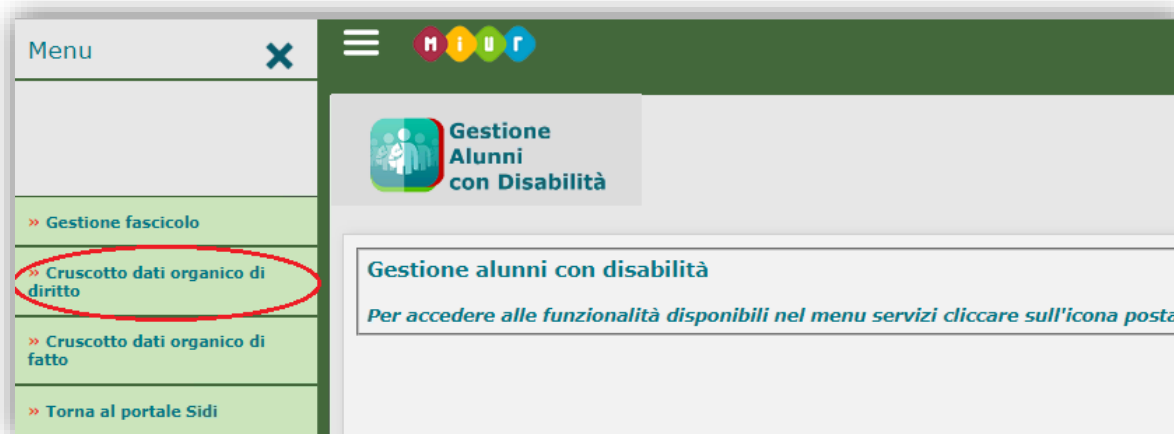 Menu
MIUR
Gestione
Alunni
con Disabilità
» Gestione fascicolo
» Cruscotto dati organico di
diritto
» Cruscotto dati organico di
fatto
» Torna al portale Sidi
Gestione alunni con disabilità
Per accedere alle funzionalità disponibili nel menu servizi cliccare sull'icona posta